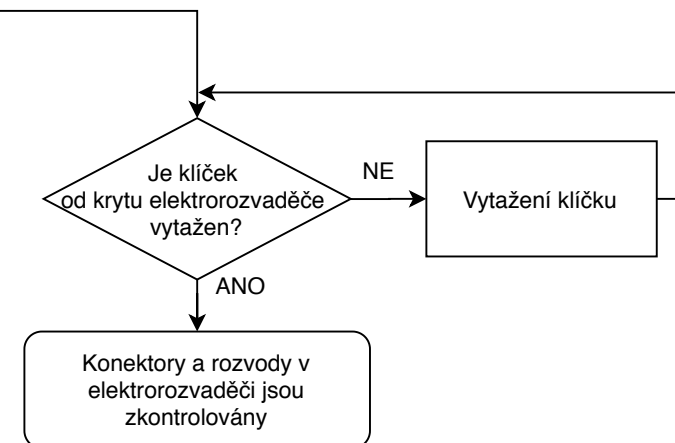 Je klíček
od krytu elektrorozvaděče
vytažen?
NE
Vytažení klíčku
ANO
Konektory a rozvody v
elektrorozvaděči jsou
zkontrolovány